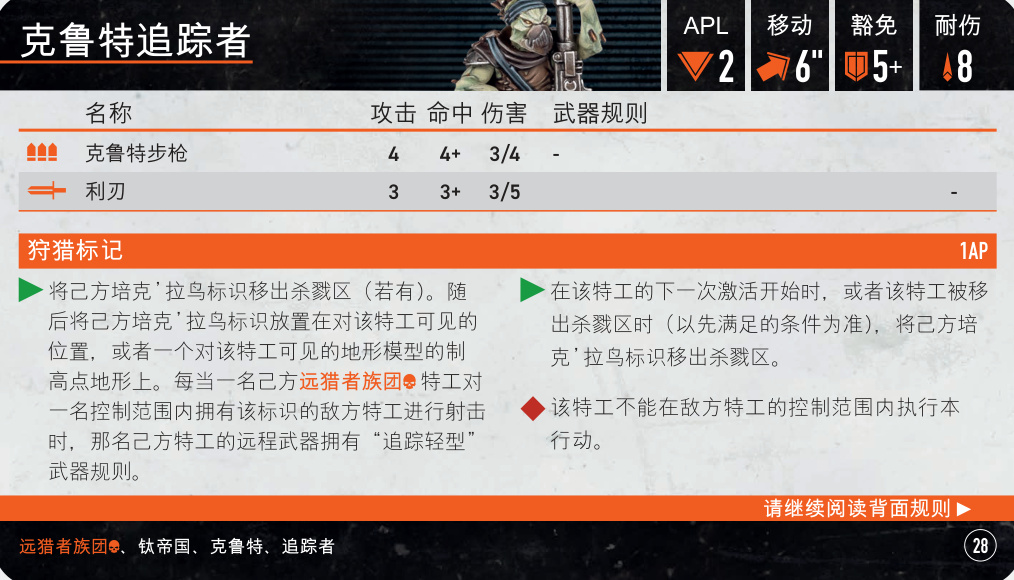 克鲁特追踪者
APL 移动 豁免 耐伤
2 6" 5+ 8
名称 攻击 命中 伤害 武器规则
克鲁特步枪 4 4+ 3/4 -
利刃 3 3+ 3/5 -
狩猎标记 1AP
将己方培克’拉鸟标识移出杀戮区（若有）。随
后将己方培克’拉鸟标识放置在对该特工可见的
位置，或者一个对该特工可见的地形模型的制
高点地形上。每当一名己方远猎者族团特工对
一名控制范围内拥有该标识的敌方特工进行射击
时，那名己方特工的远程武器拥有“追踪轻型”
武器规则。
在该特工的下一次激活开始时，或者该特工被移
出杀戮区时（以先满足的条件为准），将己方培
克’拉鸟标识移出杀戮区。
该特工不能在敌方特工的控制范围内执行本
行动。
请继续阅读背面规则 ▶
远猎者族团、钛帝国、克鲁特、追踪者
28